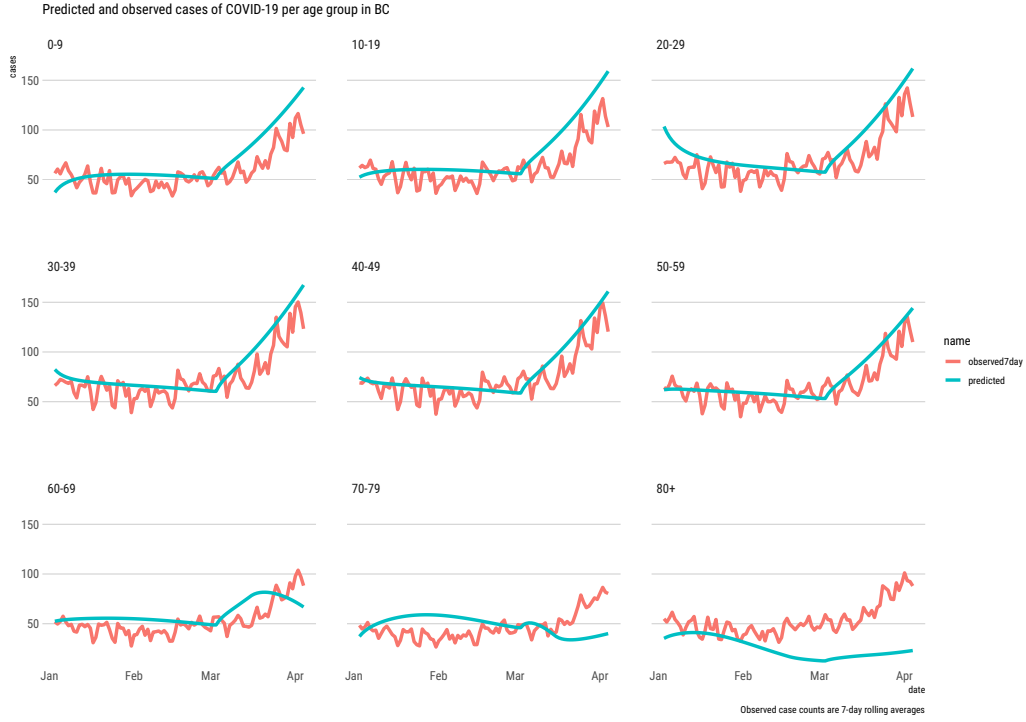 Predicted and observed cases of COVID-19 per age group in BC
0-9 10-19 20-29
cases
150
100
50
30-39 40-49 50-59
150
100
50
name
observed7day
predicted
60-69 70-79 80+
150
100
50
Jan Feb Mar Apr Jan Feb Mar Apr Jan Feb Mar Apr
date
Observed case counts are 7-day rolling averages